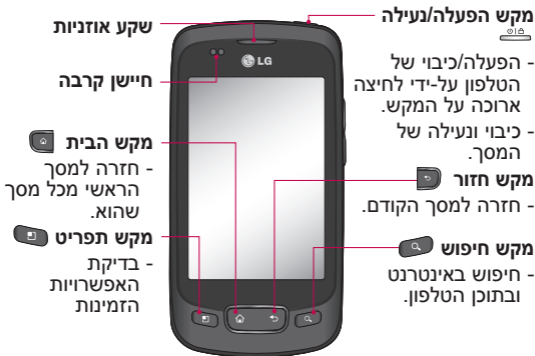 מקש הפעלה/נעילה
- הפעלה/כיבוי של
הטלפון על-ידי לחיצה
ארוכה על המקש.
- כיבוי ונעילה של
המסך.
מקש חזור
- חזרה למסך הקודם.
מקש חיפוש
- חיפוש באינטרנט
ובתוכן הטלפון.
שקע אוזניות
חיישן קרבה
מקש הבית
- חזרה למסך
הראשי מכל מסך
שהוא.
מקש תפריט
- בדיקת
האפשרויות
הזמינות
LG